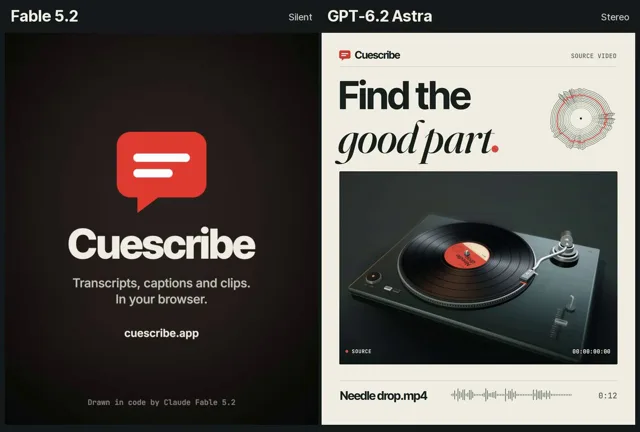 Fable 5.2
Silent
Cuescribe
Transcripts, captions and clips.
In your browser.
cuescribe.app
Drawn in code by Claude Fable 5.2
GPT-6.2 Astra
Stereo
Cuescribe
SOURCE VIDEO
Find the
good part.
SOURCE
00:00:00:00
Needle drop.mp4
0:12